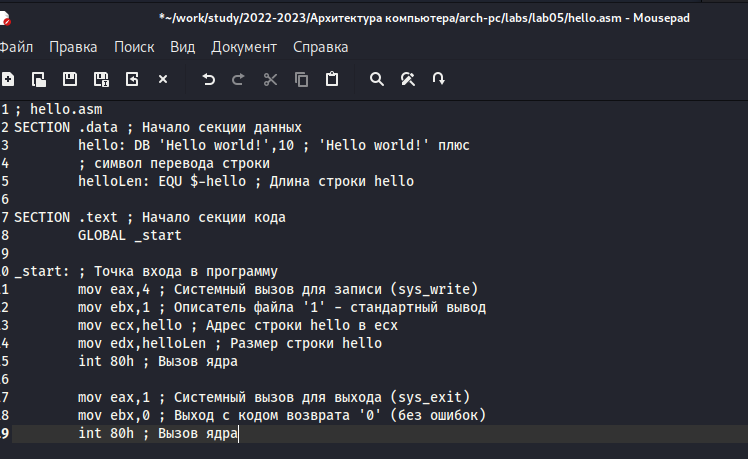 *~/work/study/2022-2023/Архитектура компьютера/arch-pc/labs/lab05/hello.asm - Mousepad
Файл Правка Поиск Вид Документ Справка
1 ; hello.asm
2 SECTION .data ; Начало секции данных
3 hello: DB 'Hello world!',10 ; 'Hello world!' плюс
4 ; символ перевода строки
5 helloLen: EQU $-hello ; Длина строки hello
6
7 SECTION .text ; Начало секции кода
8 GLOBAL _start
9
0 _start: ; Точка входа в программу
1 mov eax,4 ; Системный вызов для записи (sys_write)
2 mov ebx,1 ; Описатель файла '1' - стандартный вывод
3 mov ecx,hello ; Адрес строки hello в ecx
4 mov edx,helloLen ; Размер строки hello
5 int 80h ; Вызов ядра
6
7 mov eax,1 ; Системный вызов для выхода (sys_exit)
8 mov ebx,0 ; Выход с кодом возврата '0' (без ошибок)
9 int 80h ; Вызов ядра